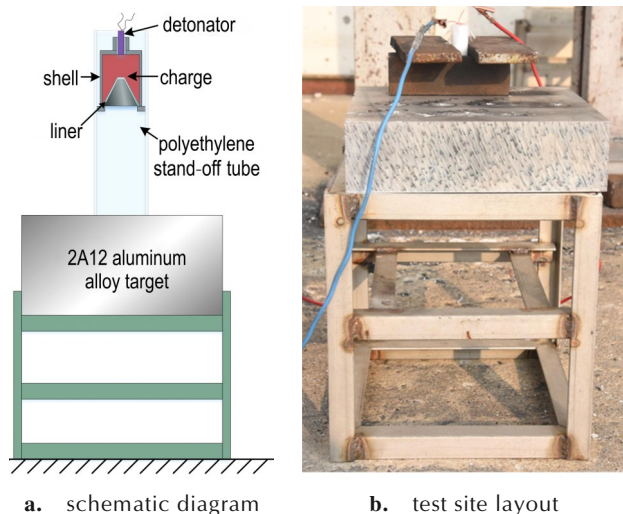 detonator
shell
charge
liner
polyethylene
stand-off tube
2A12 aluminum
alloy target
a. schematic diagram
b. test site layout